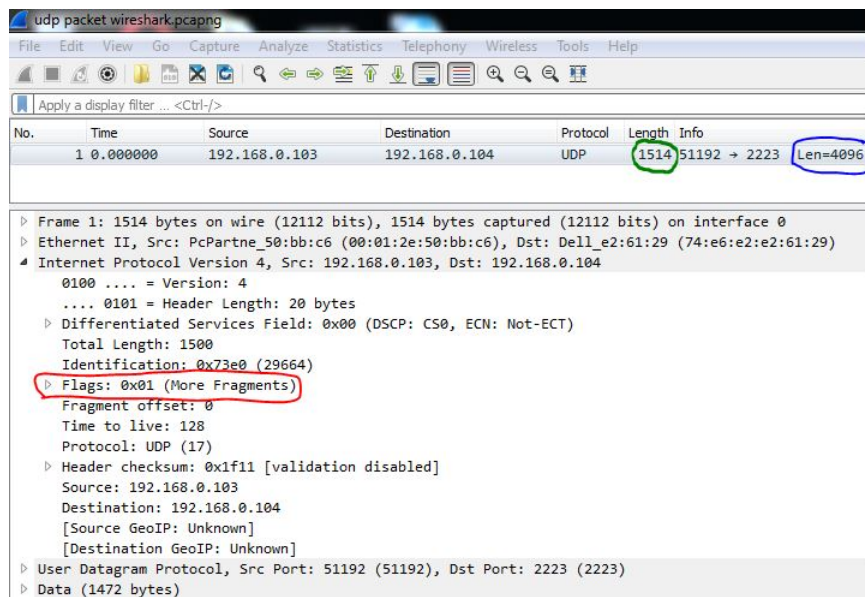 udp packet wireshark.pcapng
File Edit View Go Capture Analyze Statistics Telephony Wireless Tools Help
Apply a display filter ... <Ctrl-/>
No. Time Source Destination Protocol Length Info
1 0.000000 192.168.0.103 192.168.0.104 UDP 1514 51192 → 2223 Len=4096
Frame 1: 1514 bytes on wire (12112 bits), 1514 bytes captured (12112 bits) on interface 0
Ethernet II, Src: PcPartne_50:bb:c6 (00:01:2e:50:bb:c6), Dst: Dell_e2:61:29 (74:e6:e2:e2:61:29)
Internet Protocol Version 4, Src: 192.168.0.103, Dst: 192.168.0.104
0100 .... = Version: 4
.... 0101 = Header Length: 20 bytes
Differentiated Services Field: 0x00 (DSCP: CS0, ECN: Not-ECT)
Total Length: 1500
Identification: 0x73e0 (29664)
Flags: 0x01 (More Fragments)
Fragment offset: 0
Time to live: 128
Protocol: UDP (17)
Header checksum: 0x1f11 [validation disabled]
Source: 192.168.0.103
Destination: 192.168.0.104
[Source GeoIP: Unknown]
[Destination GeoIP: Unknown]
User Datagram Protocol, Src Port: 51192 (51192), Dst Port: 2223 (2223)
Data (1472 bytes)